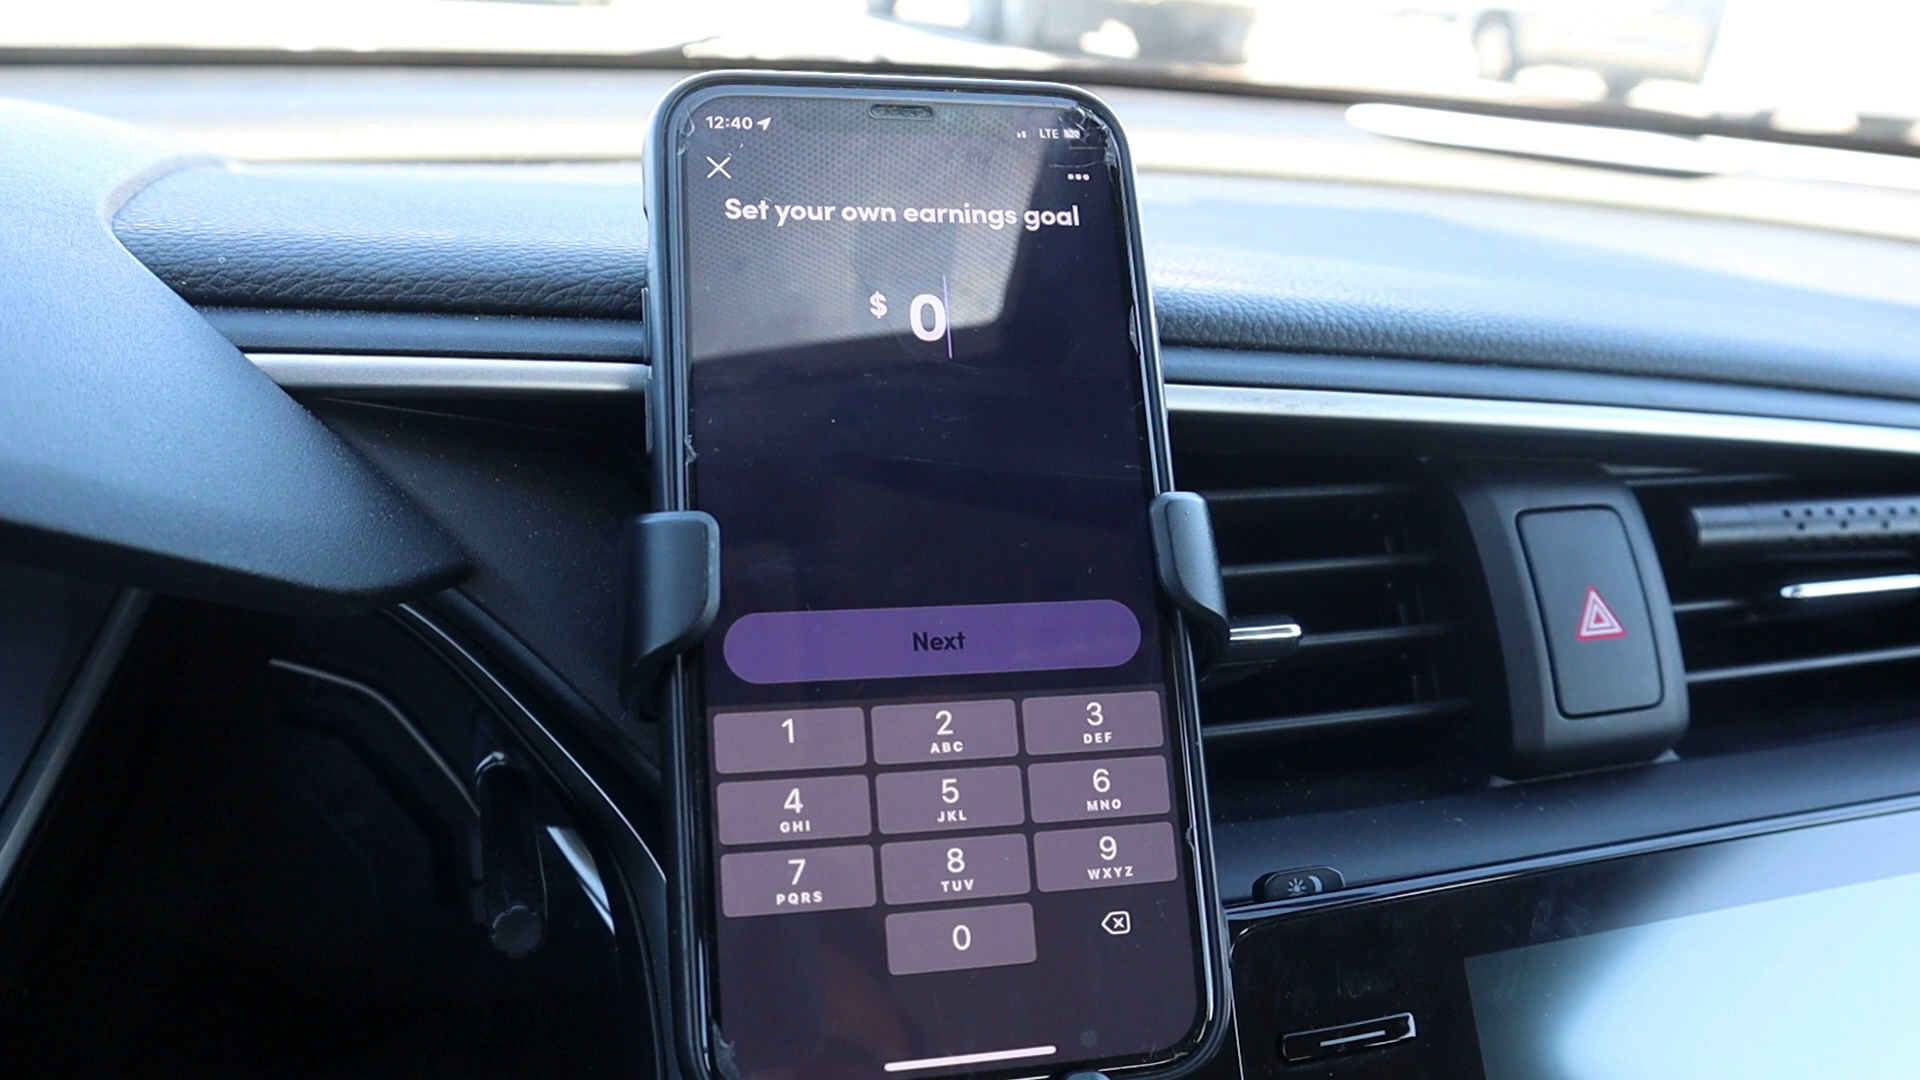 12:40
LTE
Set your own earnings goal
$ 0
Next
1
2
ABC
3
DEF
4
GHI
5
JKL
6
MNO
7
PQRS
8
TUV
9
WXYZ
0